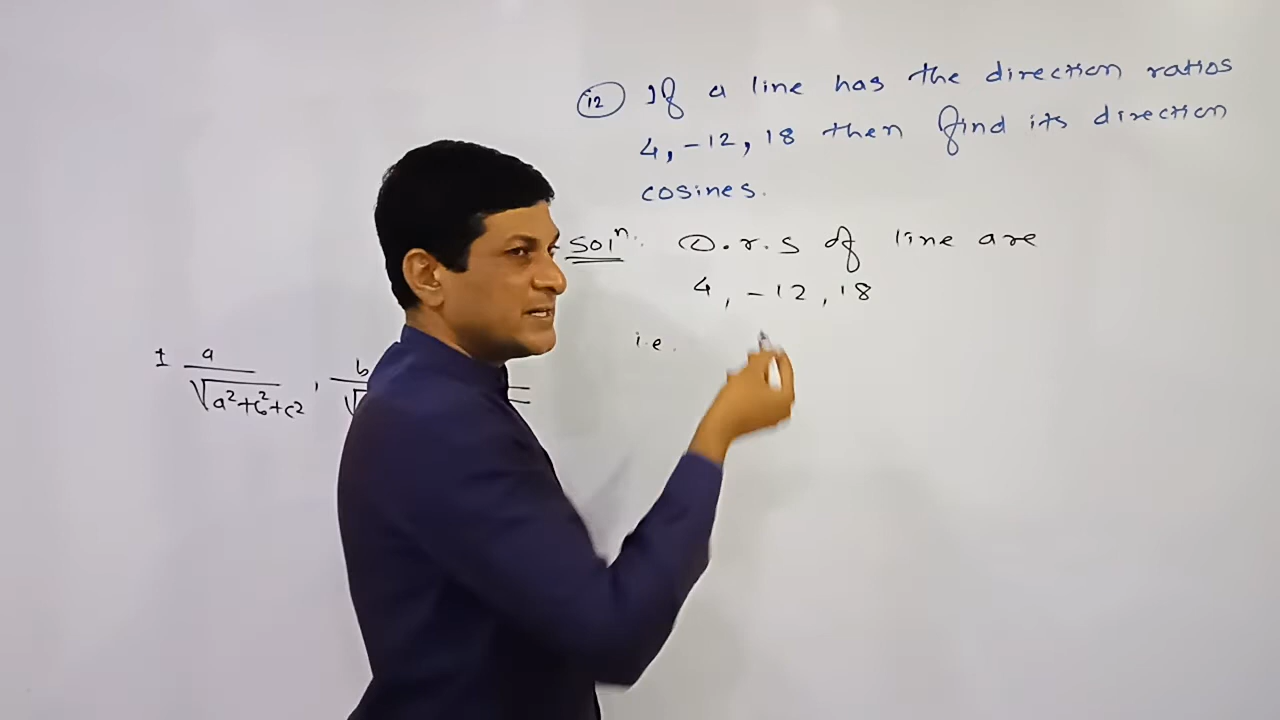 12 If a line has the direction ratios
4, -12, 18 then find its direction
cosines.
Solⁿ: D.r.s of line are
4, -12, 18
i.e.
± a/√a²+b²+c² , b/√